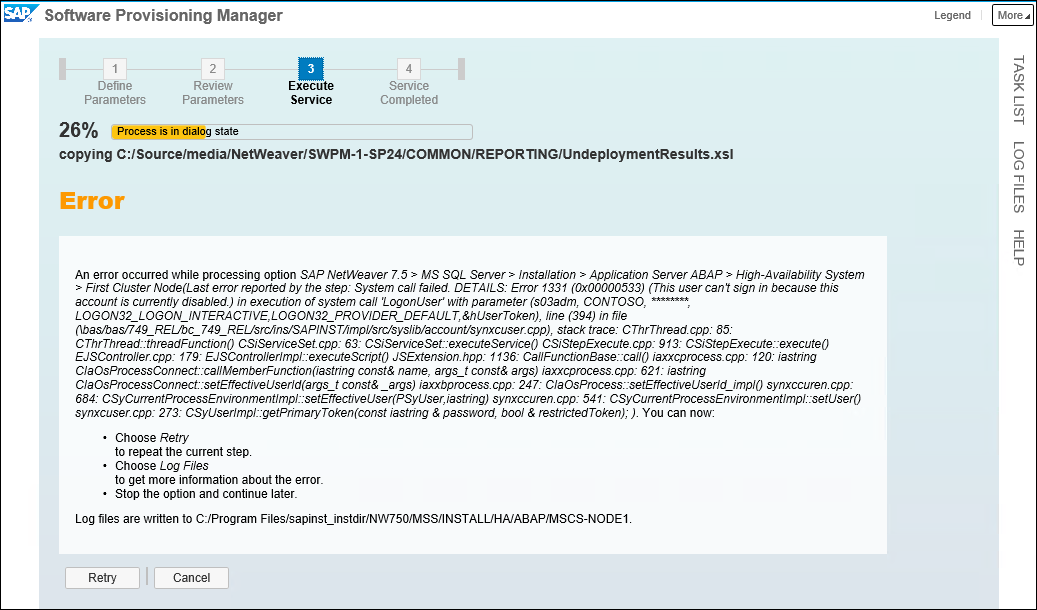 SAP Software Provisioning Manager
Legend
More
1
2
3
4
Define Parameters
Review Parameters
Execute Service
Service Completed
26%
Process is in dialog state
copying C:/Source/media/NetWeaver/SWPM-1-SP24/COMMON/REPORTING/UndeploymentResults.xsl
Error
An error occurred while processing option SAP NetWeaver 7.5 > MS SQL Server > Installation > Application Server ABAP > High-Availability System
> First Cluster Node(Last error reported by the step: System call failed. DETAILS: Error 1331 (0x00000533) (This user can't sign in because this
account is currently disabled.) in execution of system call 'LogonUser' with parameter (s03adm, CONTOSO, ********,
LOGON32_LOGON_INTERACTIVE,LOGON32_PROVIDER_DEFAULT,&hUserToken), line (394) in file
(\bas/bas/749_REL/bc_749_REL/src/ins/SAPINST/impl/src/syslib/account/synxcuser.cpp), stack trace: CThrThread.cpp: 85:
CThrThread::threadFunction() CSiServiceSet.cpp: 63: CSiServiceSet::executeService() CSiStepExecute.cpp: 913: CSiStepExecute::execute()
EJSController.cpp: 179: EJSControllerImpl::executeScript() JSExtension.hpp: 1136: CallFunctionBase::call() iaxxcprocess.cpp: 120: iastring
CIaOsProcessConnect::callMemberFunction(iastring const& name, args_t const& args) iaxxcprocess.cpp: 621: iastring
CIaOsProcessConnect::setEffectiveUserId(args_t const& _args) iaxxbprocess.cpp: 247: CIaOsProcess::setEffectiveUserId_impl() synxccuren.cpp:
684: CSyCurrentProcessEnvironmentImpl::setEffectiveUser(PSyUser,iastring) synxccuren.cpp: 541: CSyCurrentProcessEnvironmentImpl::setUser()
synxcuser.cpp: 273: CSyUserImpl::getPrimaryToken(const iastring & password, bool & restrictedToken); ). You can now:
• Choose Retry
to repeat the current step.
• Choose Log Files
to get more information about the error.
• Stop the option and continue later.
Log files are written to C:/Program Files/sapinst_instdir/NW750/MSS/INSTALL/HA/ABAP/MSCS-NODE1.
Retry
Cancel
TASK LIST
LOG FILES
HELP